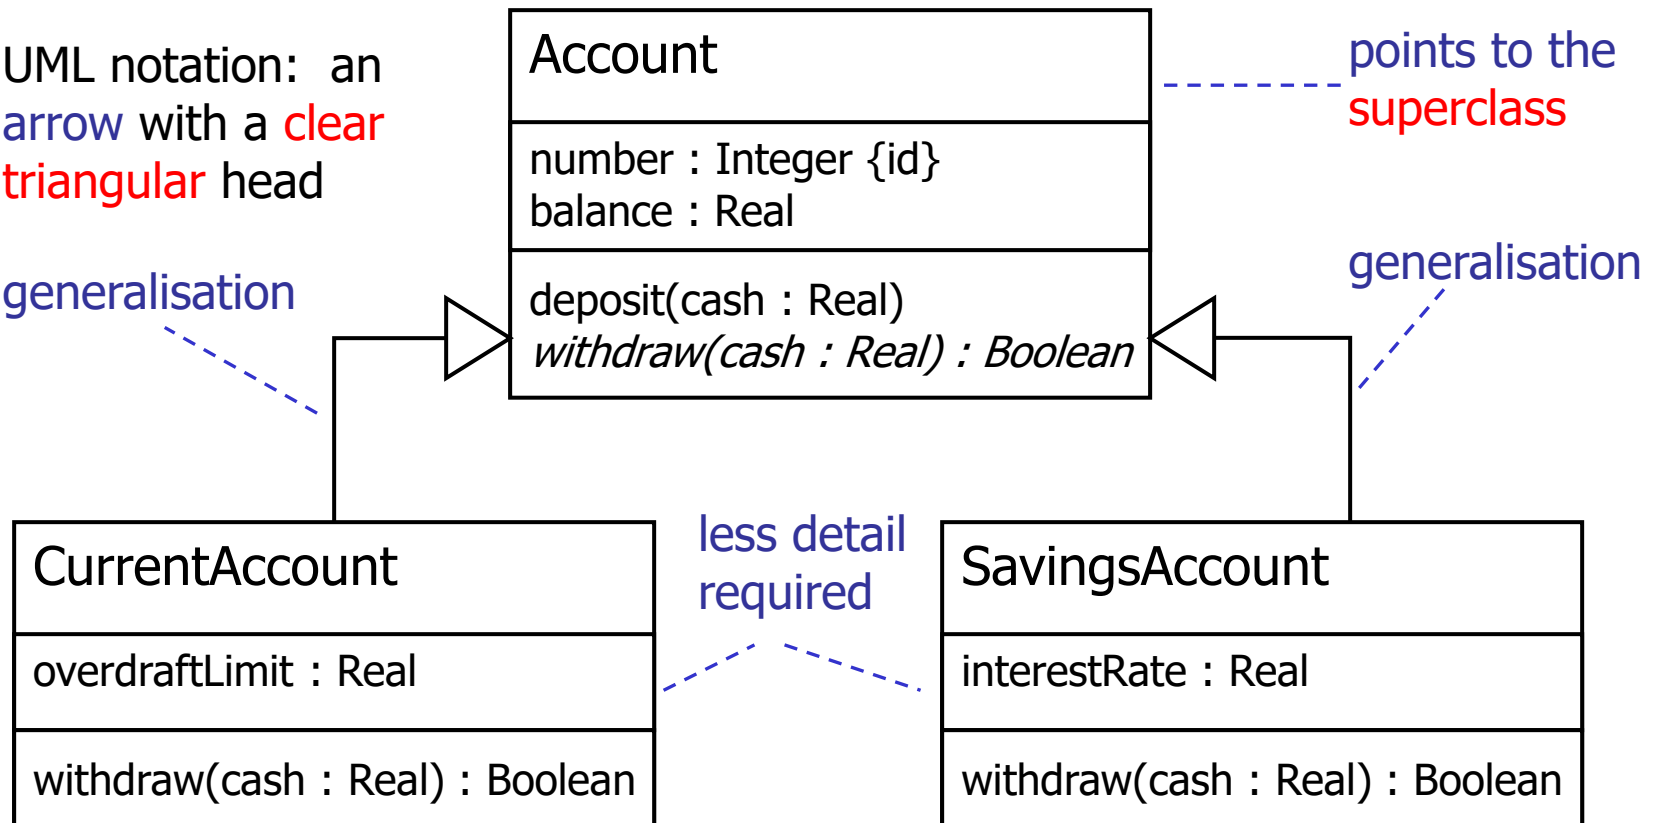 UML notation: an
arrow with a clear
triangular head
Account
points to the
superclass
number : Integer {id}
balance : Real
generalisation
deposit(cash : Real)
withdraw(cash : Real) : Boolean
generalisation
CurrentAccount
overdraftLimit : Real
withdraw(cash : Real) : Boolean
less detail
required
SavingsAccount
interestRate : Real
withdraw(cash : Real) : Boolean